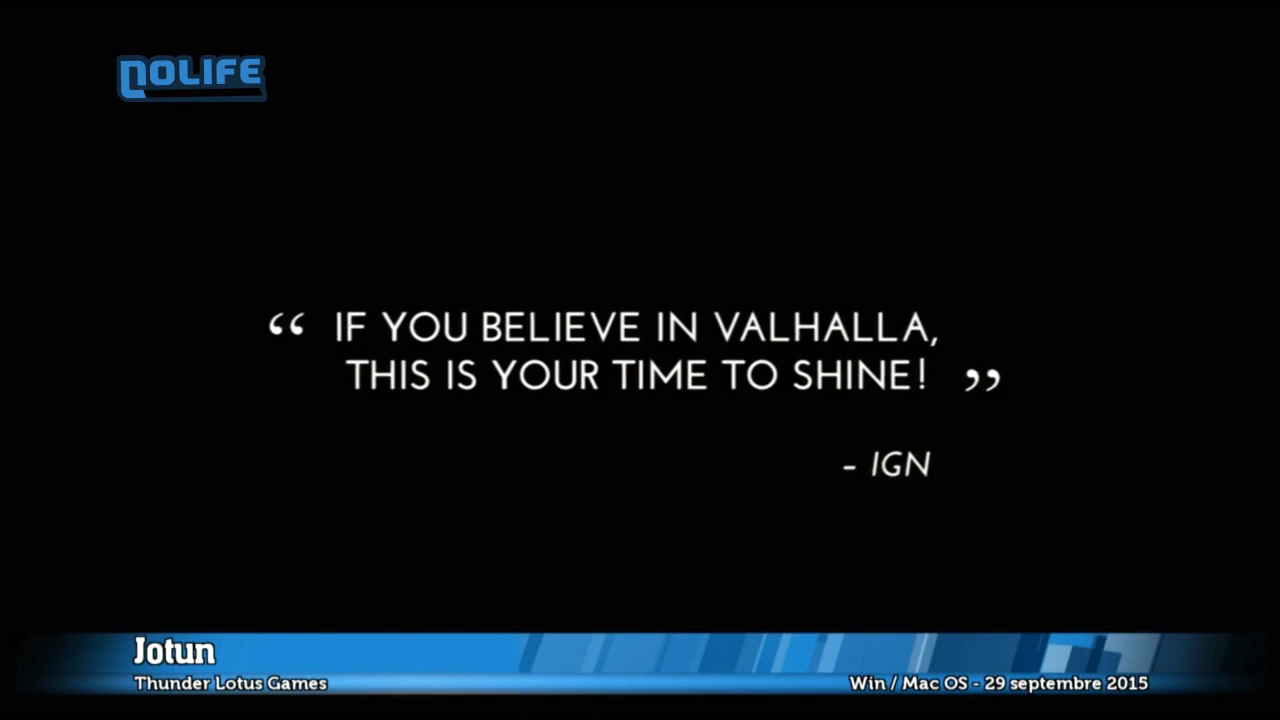 NOLIFE
“ IF YOU BELIEVE IN VALHALLA,
THIS IS YOUR TIME TO SHINE! ”
– IGN
Jotun
Thunder Lotus Games
Win / Mac OS - 29 septembre 2015